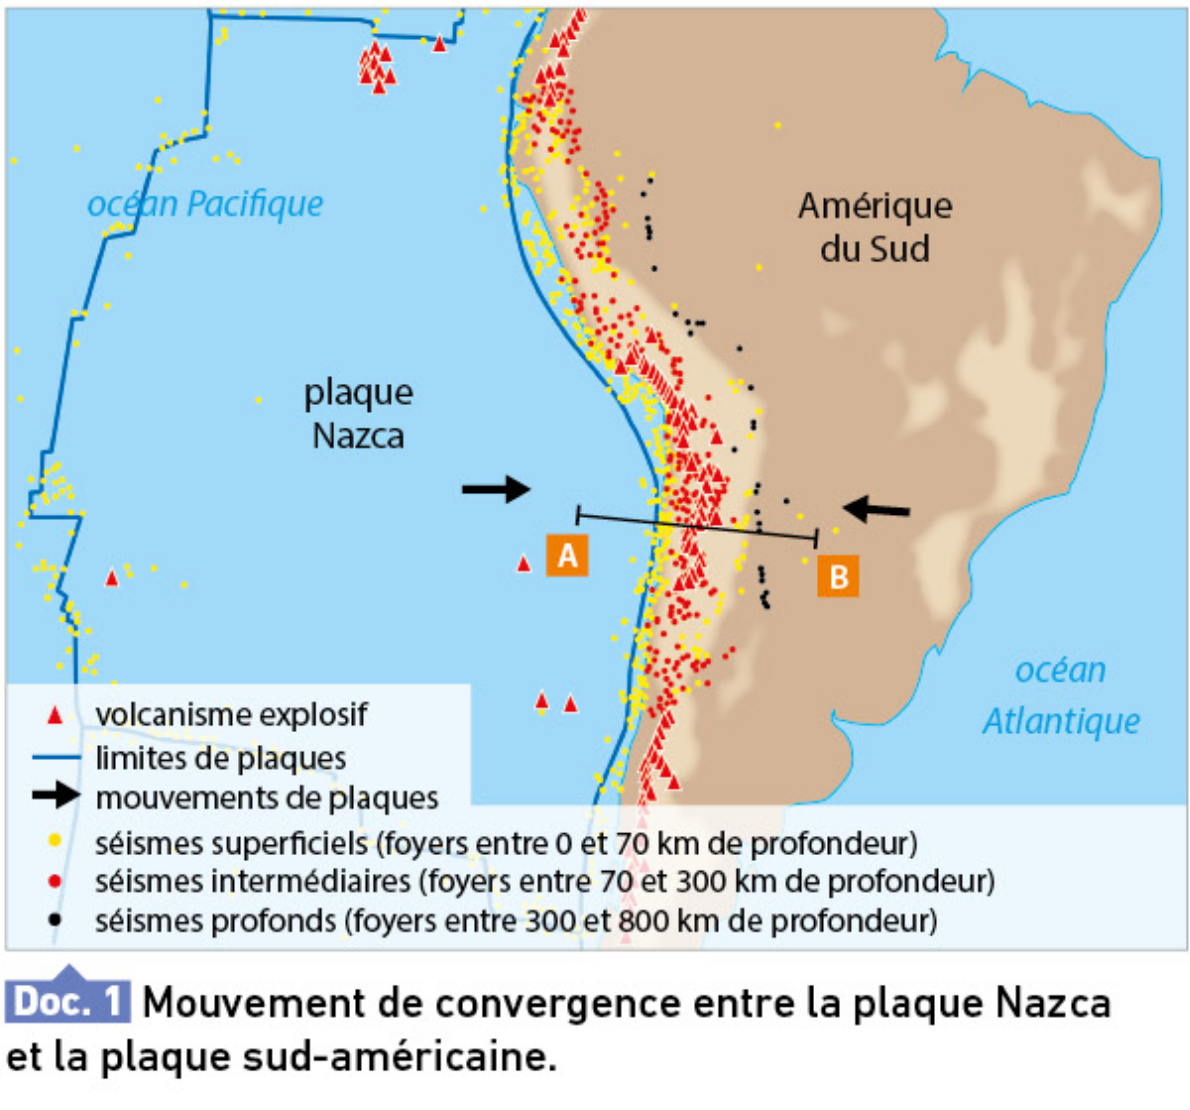 océan Pacifique
Amérique
du Sud
plaque
Nazca
A
B
océan
Atlantique
volcanisme explosif
limites de plaques
mouvements de plaques
séismes superficiels (foyers entre 0 et 70 km de profondeur)
séismes intermédiaires (foyers entre 70 et 300 km de profondeur)
séismes profonds (foyers entre 300 et 800 km de profondeur)
Doc. 1 Mouvement de convergence entre la plaque Nazca
et la plaque sud-américaine.